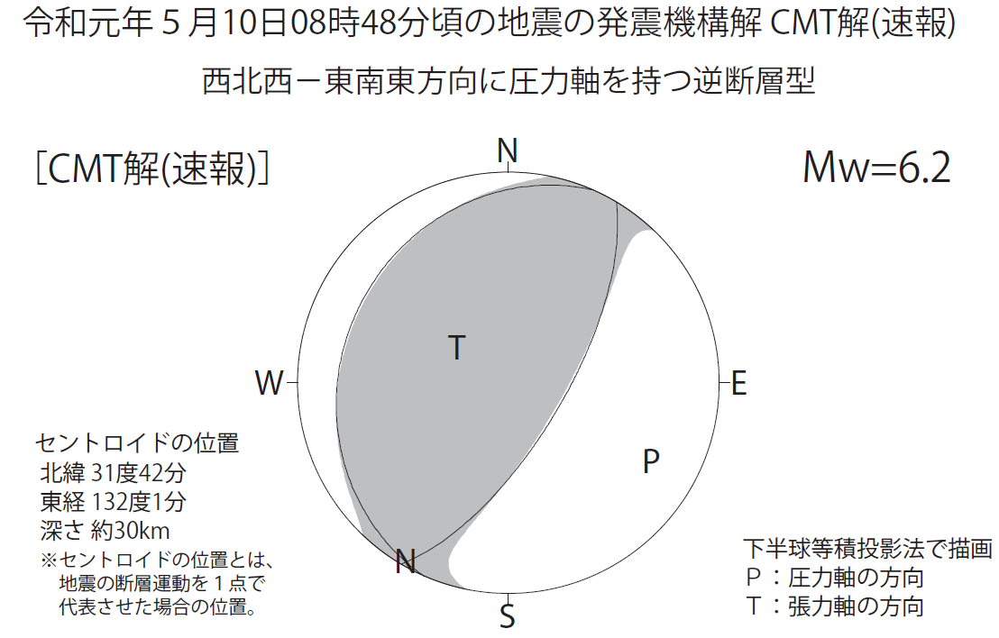 令和元年５月10日08時48分頃の地震の発震機構解 CMT解(速報)
西北西－東南東方向に圧力軸を持つ逆断層型
［CMT解(速報)］
Mw=6.2
N
T
W
E
P
N
S
セントロイドの位置
北緯 31度42分
東経 132度1分
深さ 約30km
※セントロイドの位置とは、
地震の断層運動を１点で
代表させた場合の位置。
下半球等積投影法で描画
Ｐ：圧力軸の方向
Ｔ：張力軸の方向